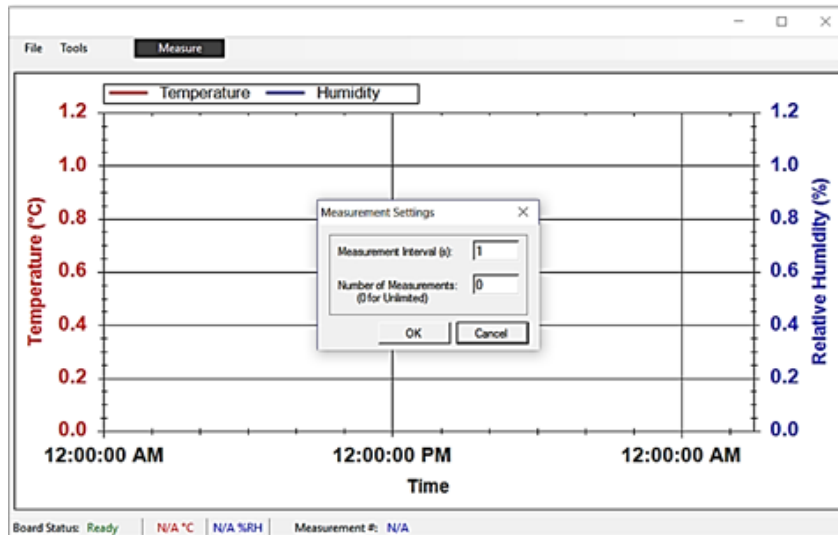 File Tools Measure
Temperature Humidity
1.2 1.2
1.0 1.0
0.8 0.8
0.6 0.6
0.4 0.4
0.2 0.2
0.0 0.0
Temperature (°C)
Relative Humidity (%)
Measurement Settings
Measurement Interval (s): 1
Number of Measurements: 0
(0 for Unlimited)
OK Cancel
12:00:00 AM 12:00:00 PM 12:00:00 AM
Time
Board Status: Ready N/A °C N/A %RH Measurement #: N/A